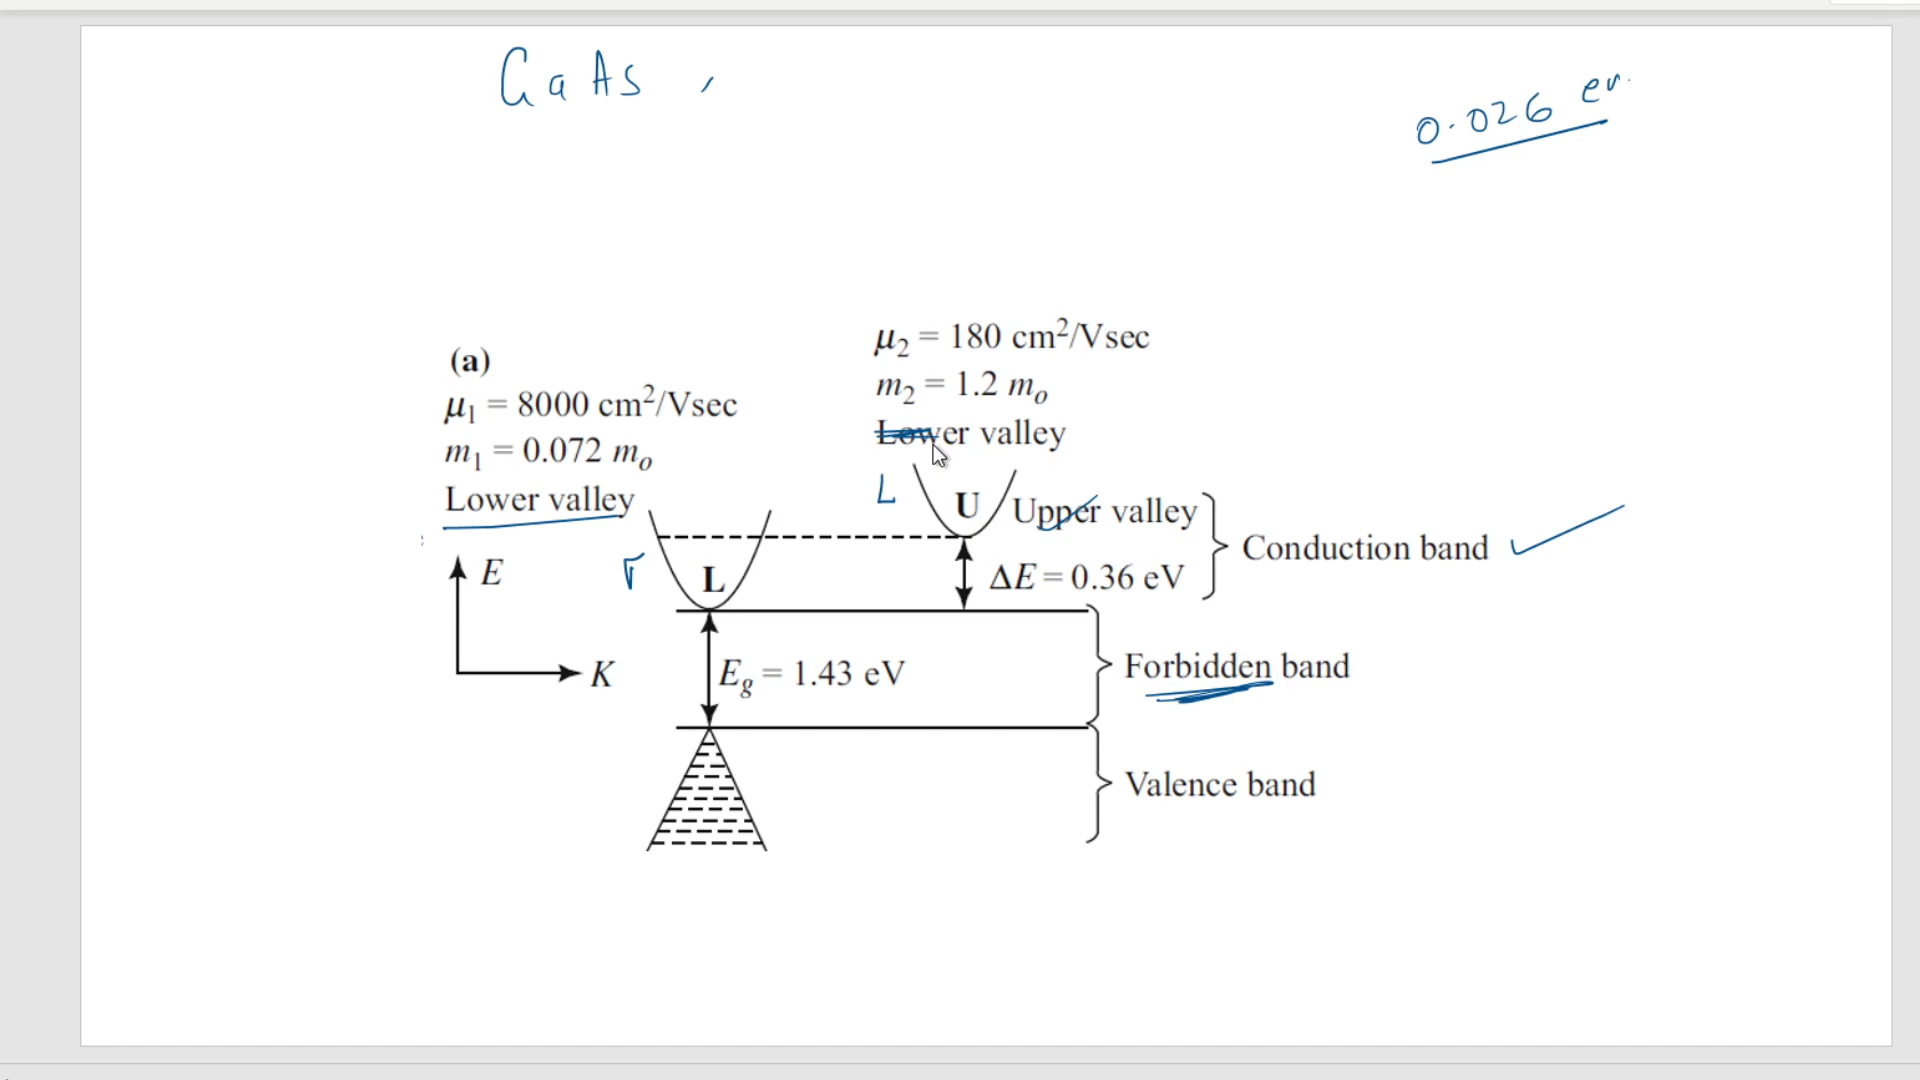 GaAs ,
0.026 ev.
(a)
μ1 = 8000 cm²/Vsec
m1 = 0.072 mo
Lower valley
μ2 = 180 cm²/Vsec
m2 = 1.2 mo
Lower valley
L
U
Upper valley
Conduction band
Γ
L
ΔE = 0.36 eV
E
K
Eg = 1.43 eV
Forbidden band
Valence band